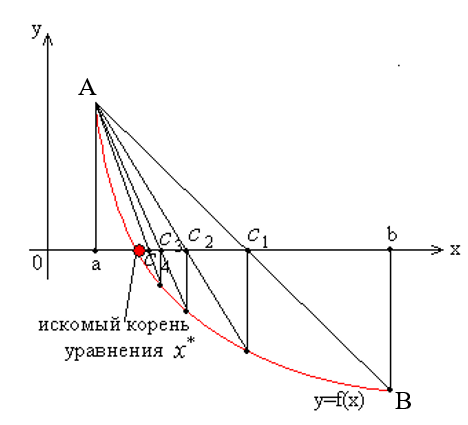 y
A
C₃ C₂ C₁ b
0 a C₄ x
искомый корень
уравнения x*
y=f(x) B